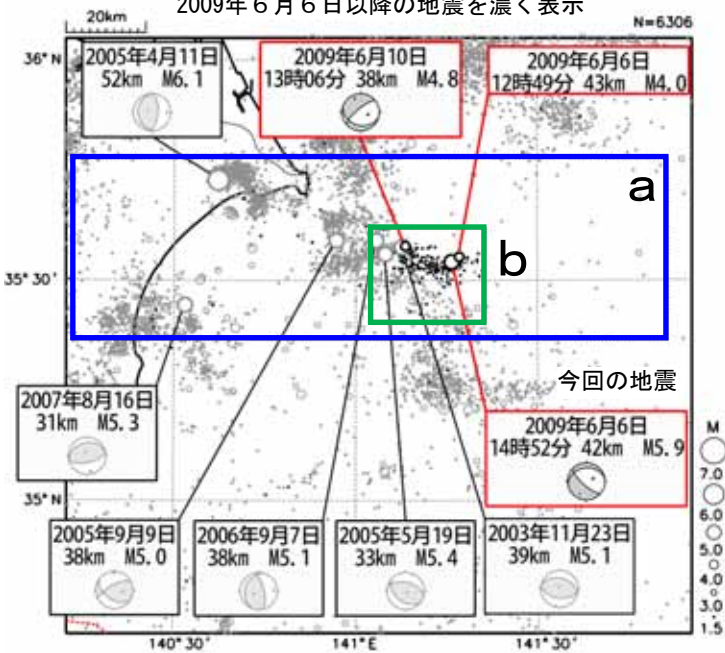 2009年６月６日以降の地震を濃く表示
20km
N=6306
36°N
2005年4月11日
52km M6.1
2009年6月10日
13時06分 38km M4.8
2009年6月6日
12時49分 43km M4.0
a
b
35°30'
今回の地震
2007年8月16日
31km M5.3
2009年6月6日
14時52分 42km M5.9
35°N
2005年9月9日
38km M5.0
2006年9月7日
38km M5.1
2005年5月19日
33km M5.4
2003年11月23日
39km M5.1
M
7.0
6.0
5.0
4.0
3.0
1.5
140°30'
141°E
141°30'